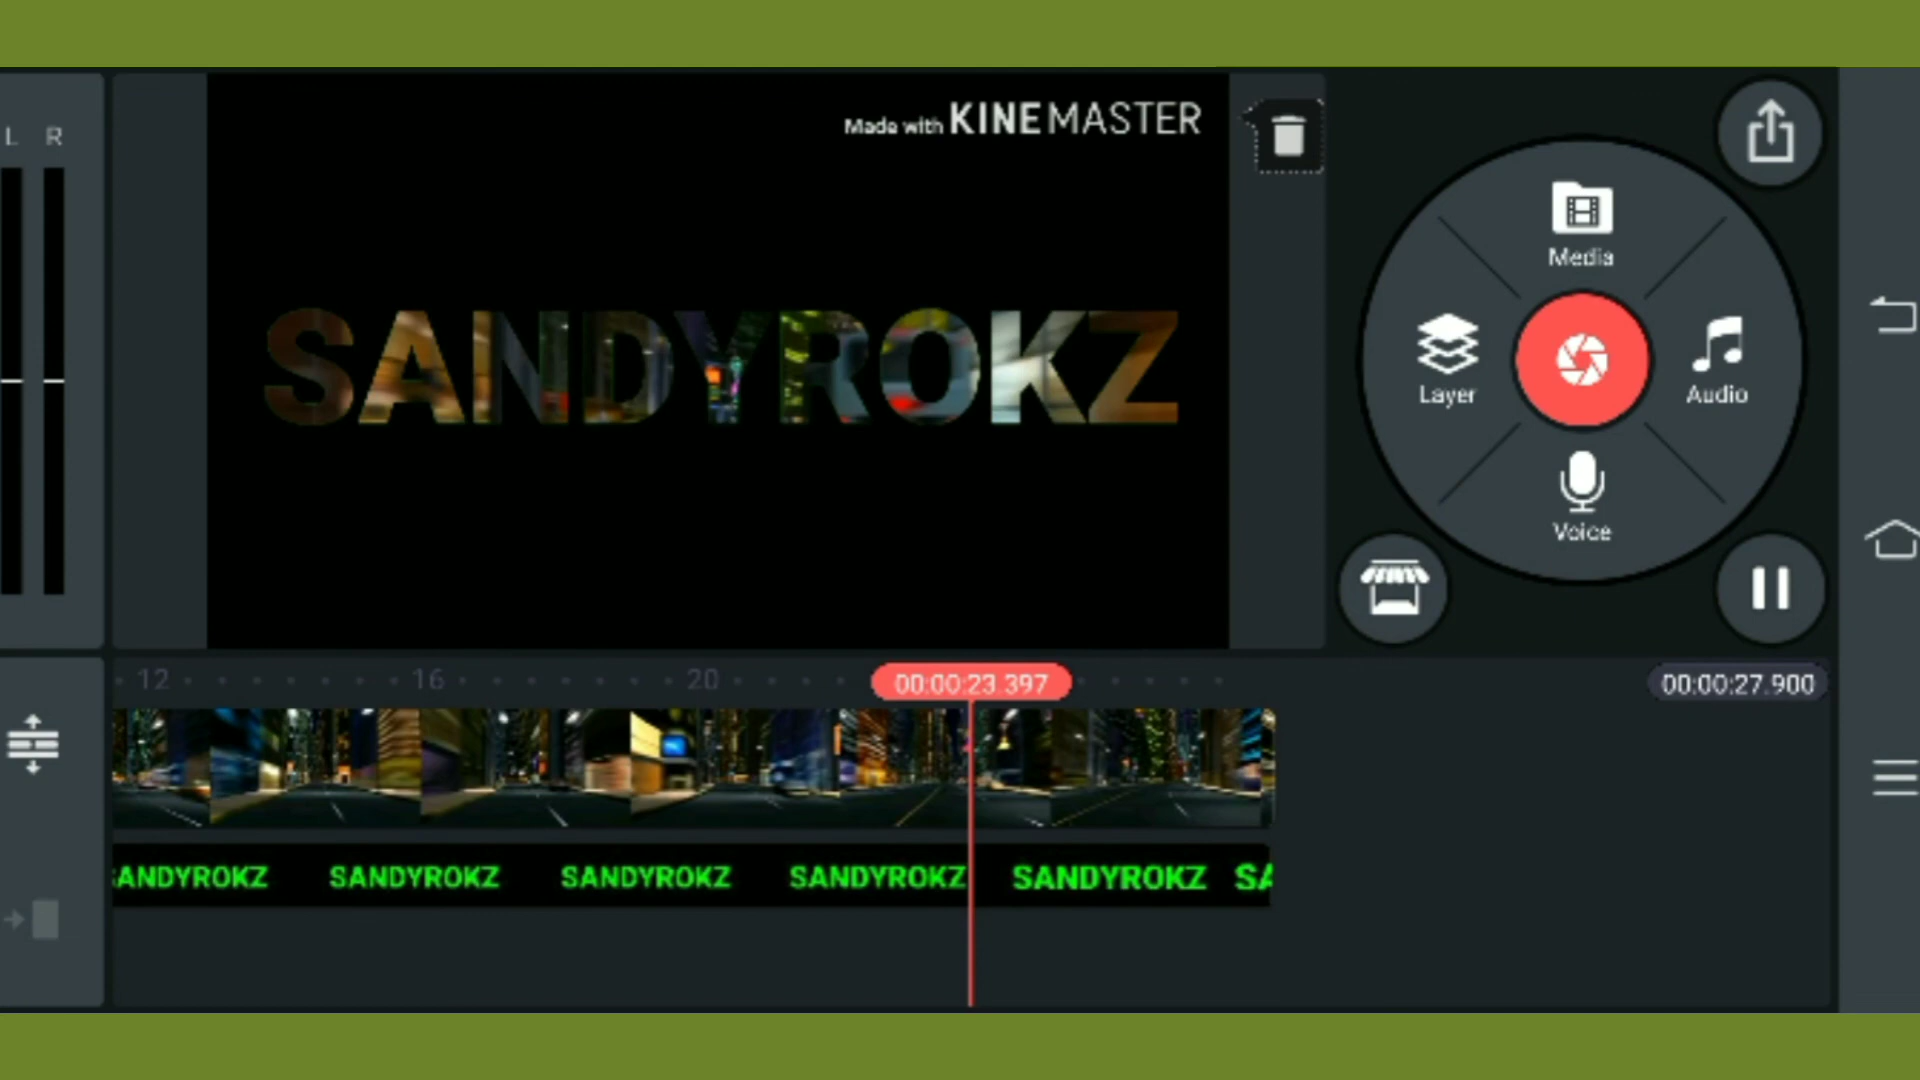 L R
Made with KINEMASTER
SANDYROKZ
Media
Layer
Audio
Voice
12 16 20 00:00:23.397 00:00:27.900
ANDYROKZ SANDYROKZ SANDYROKZ SANDYROKZ SANDYROKZ SA